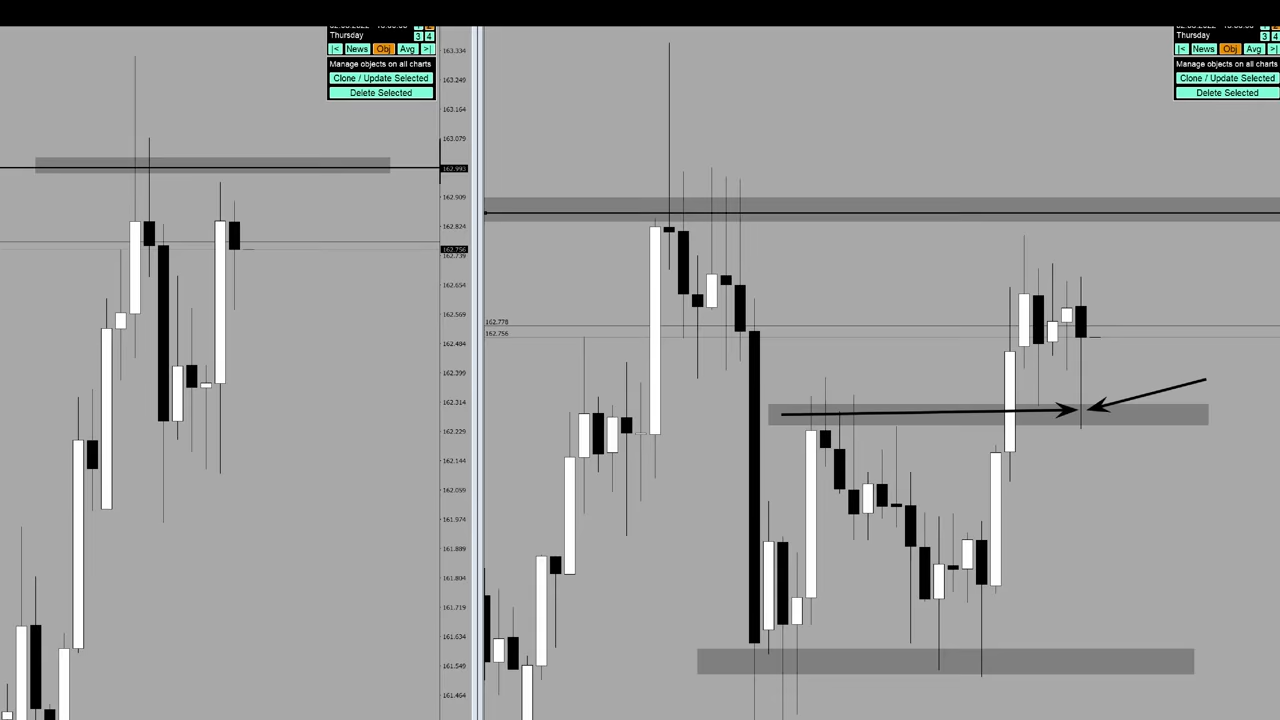 Thursday 3 4
|< News Obj Avg >|
Manage objects on all charts
Clone / Update Selected
Delete Selected
163.334
163.249
163.164
163.079
162.993
162.909
162.824
162.756
162.739
162.654
162.569
162.484
162.399
162.314
162.229
162.144
162.059
161.974
161.889
161.804
161.719
161.634
161.549
161.464
162.778
162.756
Thursday 3 4
|< News Obj Avg >|
Manage objects on all charts
Clone / Update Selected
Delete Selected